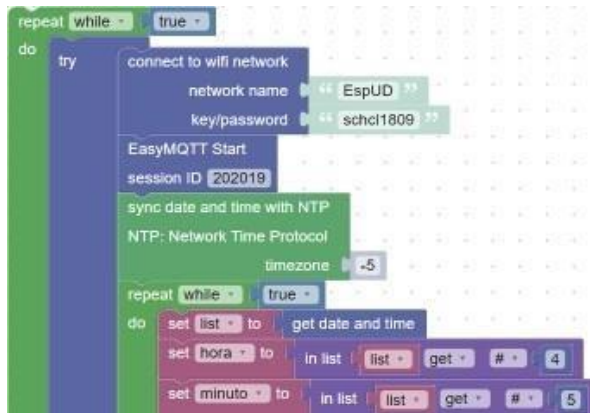 repeat while true
do
try connect to wifi network
network name “ EspUD ”
key/password “ schcl1809 ”
EasyMQTT Start
session ID 202019
sync date and time with NTP
NTP: Network Time Protocol
timezone -5
repeat while true
do set list to get date and time
set hora to in list list get # 4
set minuto to in list list get # 5